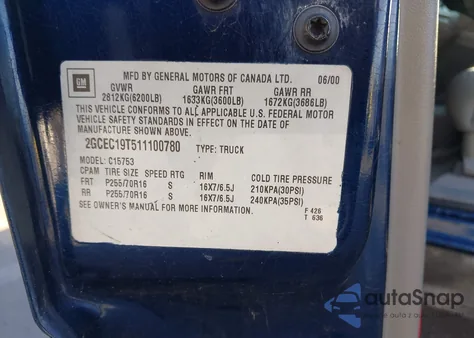 GM
MFD BY GENERAL MOTORS OF CANADA LTD. 06/00
GVWR GAWR FRT GAWR RR
2812KG(6200LB) 1633KG(3600LB) 1672KG(3686LB)
THIS VEHICLE CONFORMS TO ALL APPLICABLE U.S. FEDERAL MOTOR
VEHICLE SAFETY STANDARDS IN EFFECT ON THE DATE OF
MANUFACTURE SHOWN ABOVE.
2GCEC19T511100780 TYPE: TRUCK
MODEL: C15753
CPAM TIRE SIZE SPEED RTG RIM COLD TIRE PRESSURE
FRT P255/70R16 S 16X7/6.5J 210KPA(30PSI)
RR P255/70R16 S 16X7/6.5J 240KPA(35PSI)
SEE OWNER'S MANUAL FOR MORE INFORMATION.
F 426
T 636
autoSnap